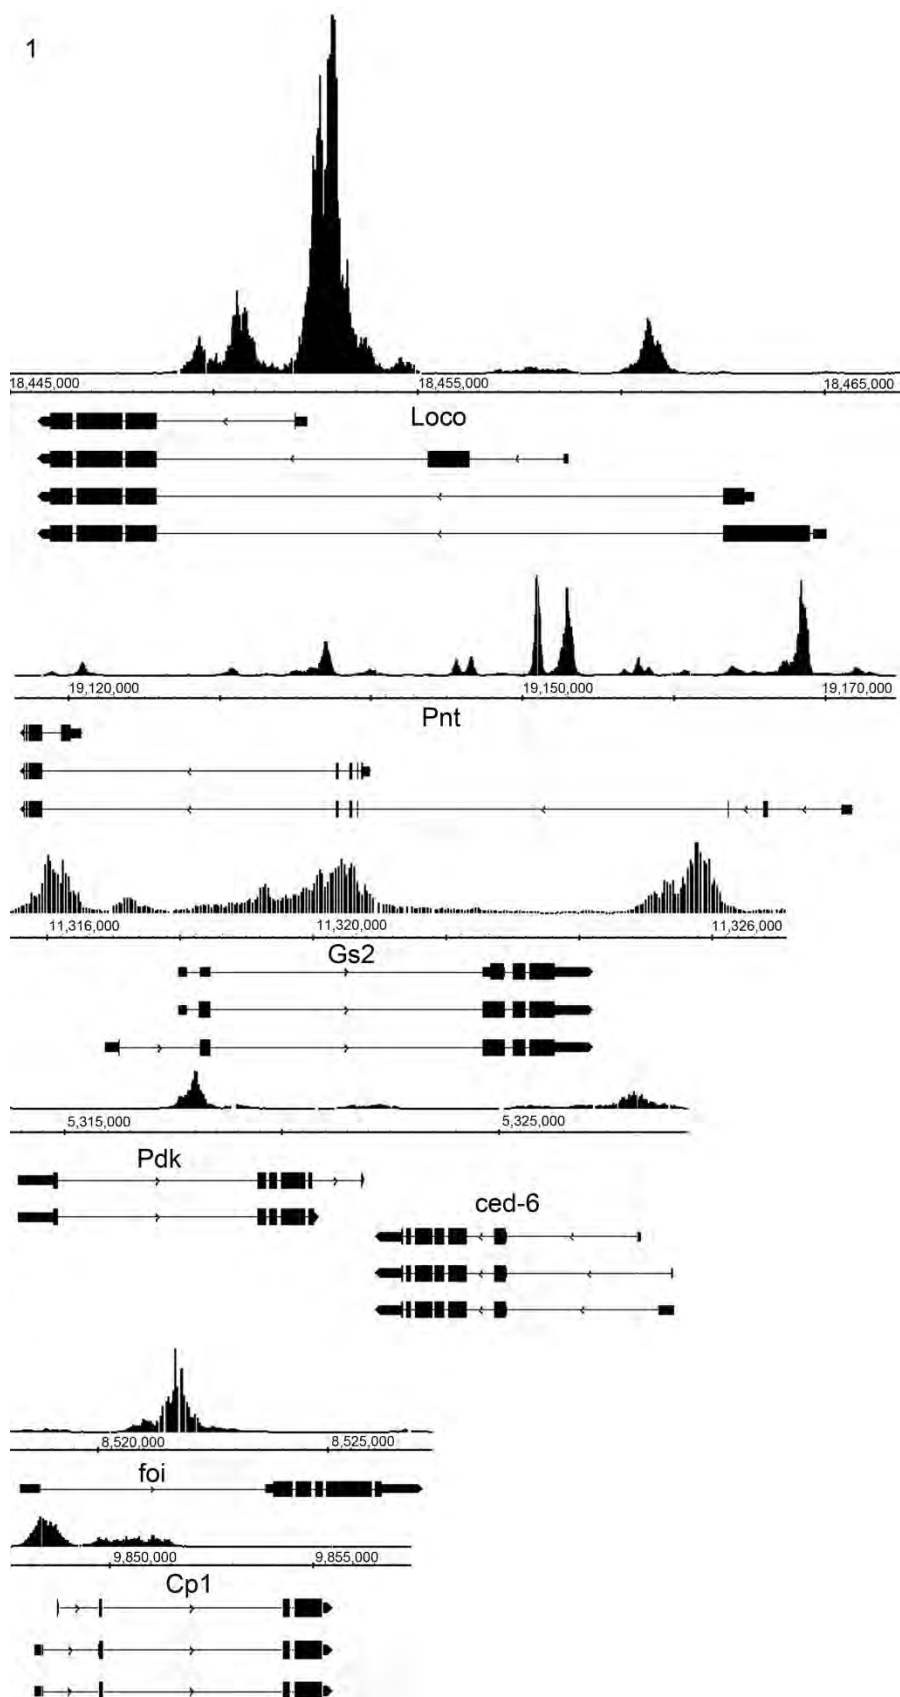 1
18,445,000 18,455,000 18,465,000
Loco
19,120,000 19,150,000 19,170,000
Pnt
11,316,000 11,320,000 11,326,000
Gs2
5,315,000 5,325,000
Pdk
ced-6
8,520,000 8,525,000
foi
9,850,000 9,855,000
Cp1